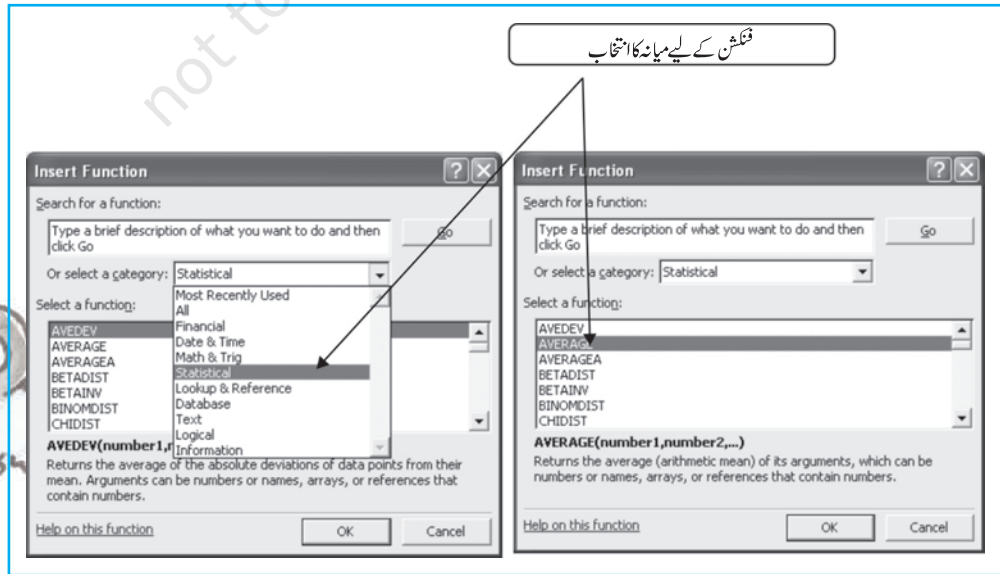 not to
فنکشن کے لیے میانہ کا انتخاب
Insert Function
Search for a function:
Type a brief description of what you want to do and then
click Go
Go
Or select a category: Statistical
Most Recently Used
All
Financial
Date & Time
Math & Trig
Statistical
Lookup & Reference
Database
Text
Logical
Information
Select a function:
AVEDEV
AVERAGE
AVERAGEA
BETADIST
BETAINV
BINOMDIST
CHIDIST
AVEDEV(number1,
Returns the average of the absolute deviations of data points from their
mean. Arguments can be numbers or names, arrays, or references that
contain numbers.
Help on this function
OK
Cancel
Insert Function
Search for a function:
Type a brief description of what you want to do and then
click Go
Go
Or select a category: Statistical
Select a function:
AVEDEV
AVERAGE
AVERAGEA
BETADIST
BETAINV
BINOMDIST
CHIDIST
AVERAGE(number1,number2,...)
Returns the average (arithmetic mean) of its arguments, which can be
numbers or names, arrays, or references that contain numbers.
Help on this function
OK
Cancel